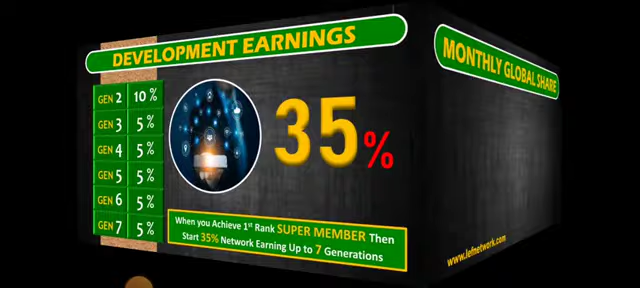 DEVELOPMENT EARNINGS
MONTHLY GLOBAL SHARE
GEN 2 10 %
GEN 3 5 %
GEN 4 5 %
GEN 5 5 %
GEN 6 5 %
GEN 7 5 %
35%
When you Achieve 1st Rank SUPER MEMBER Then
Start 35% Network Earning Up to 7 Generations
www.lefnetwork.com